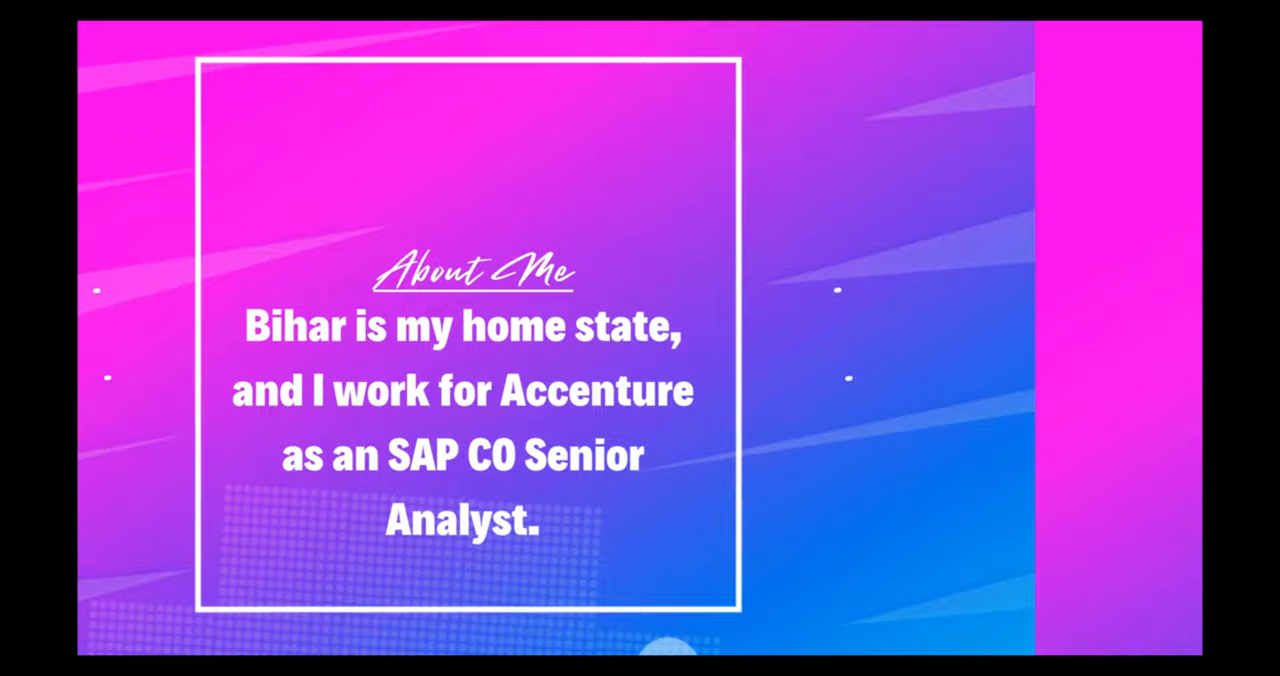 About Me
Bihar is my home state,
and I work for Accenture
as an SAP CO Senior
Analyst.